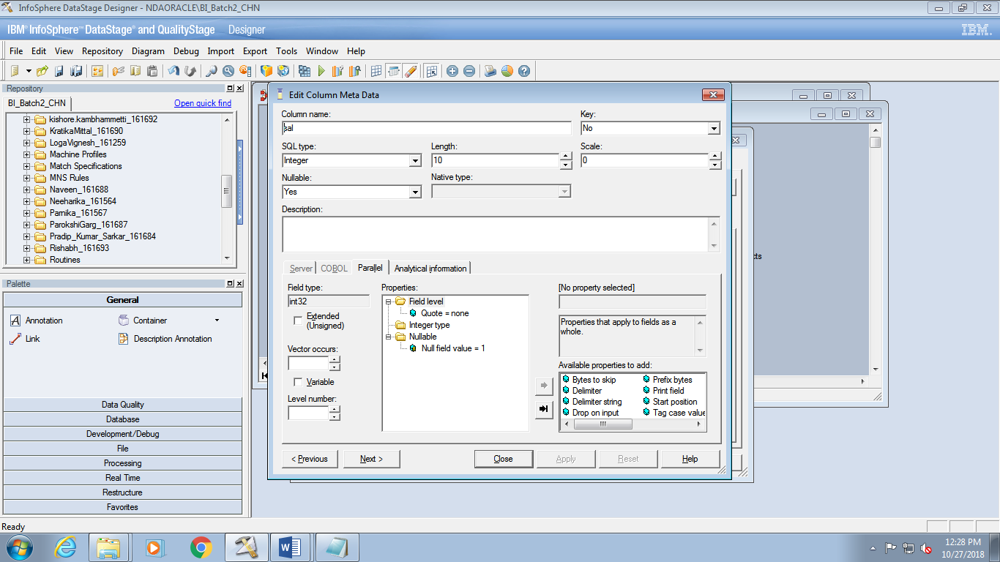 InfoSphere DataStage Designer - NDAORACLE\BI_Batch2_CHN
IBM® InfoSphere™ DataStage® and QualityStage Designer
IBM.
File Edit View Repository Diagram Debug Import Export Tools Window Help
Repository
BI_Batch2_CHN Open quick find
kishore.kambhammetti_161692
KratikaMittal_161690
LogaVignesh_161259
Machine Profiles
Match Specifications
MNS Rules
Naveen_161688
Neeharika_161564
Parnika_161567
ParokshiGarg_161687
Pradip_Kumar_Sarkar_161684
Rishabh_161693
Routines
Palette
General
Annotation Container
Link Description Annotation
Data Quality
Database
Development/Debug
File
Processing
Real Time
Restructure
Favorites
Edit Column Meta Data
Column name: Key:
sal No
SQL type: Length: Scale:
Integer 10 0
Nullable: Native type:
Yes
Description:
Server COBOL Parallel Analytical information
Field type:
int32
Extended
(Unsigned)
Vector occurs:
Variable
Level number:
Properties:
Field level
Quote = none
Integer type
Nullable
Null field value = 1
[No property selected]
Properties that apply to fields as a
whole.
Available properties to add:
Bytes to skip Prefix bytes
Delimiter Print field
Delimiter string Start position
Drop on input Tag case value
< Previous Next > Close Apply Reset Help
cts
Ready
12:28 PM
10/27/2018